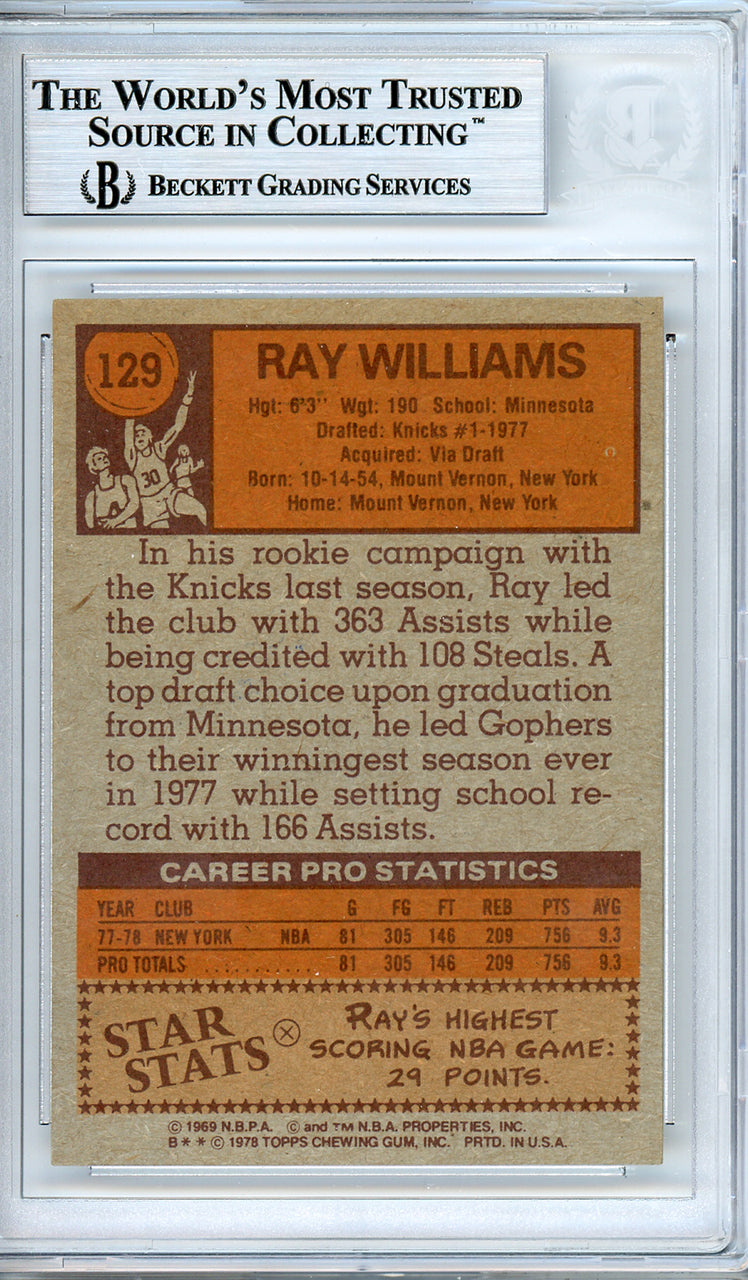 THE WORLD'S MOST TRUSTED
SOURCE IN COLLECTING™
B BECKETT GRADING SERVICES
B
129
30
RAY WILLIAMS
Hgt: 6'3" Wgt: 190 School: Minnesota
Drafted: Knicks #1-1977
Acquired: Via Draft
Born: 10-14-54, Mount Vernon, New York
Home: Mount Vernon, New York
In his rookie campaign with
the Knicks last season, Ray led
the club with 363 Assists while
being credited with 108 Steals. A
top draft choice upon graduation
from Minnesota, he led Gophers
to their winningest season ever
in 1977 while setting school re-
cord with 166 Assists.
CAREER PRO STATISTICS
YEAR CLUB G FG FT REB PTS AVG
77-78 NEW YORK NBA 81 305 146 209 756 9.3
PRO TOTALS ............ 81 305 146 209 756 9.3
STAR
STATS
RAY'S HIGHEST
SCORING NBA GAME:
29 POINTS.
© 1969 N.B.P.A. © and TM N.B.A. PROPERTIES, INC.
B * * © 1978 TOPPS CHEWING GUM, INC. PRTD. IN U.S.A.